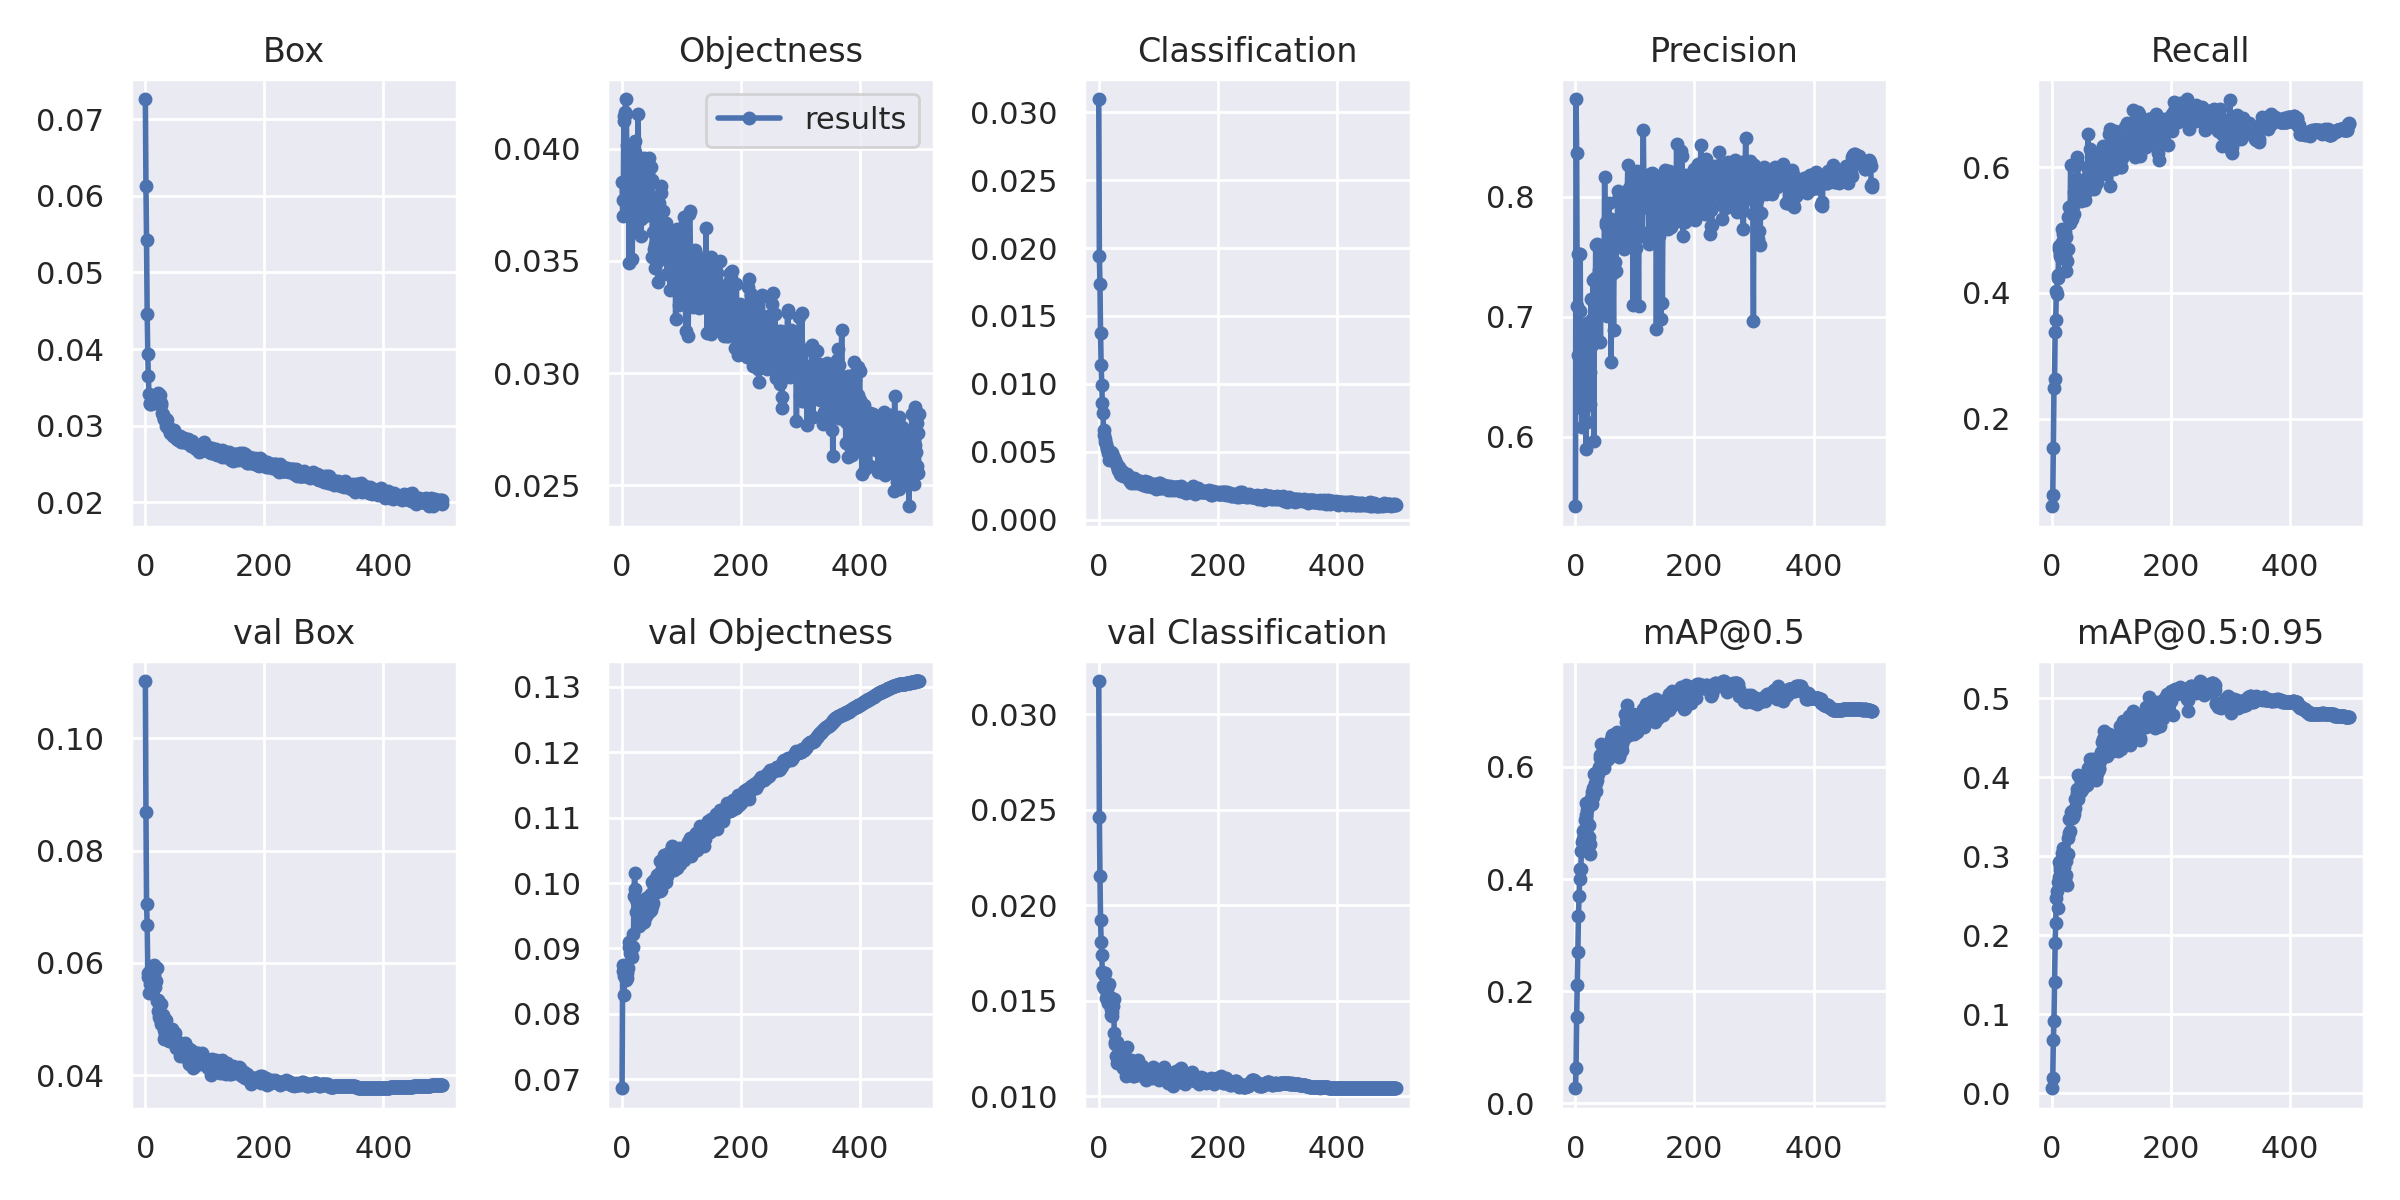 Box
0.07
0.06
0.05
0.04
0.03
0.02
0 200 400
Objectness
results
0.040
0.035
0.030
0.025
0 200 400
Classification
0.030
0.025
0.020
0.015
0.010
0.005
0.000
0 200 400
Precision
0.8
0.7
0.6
0 200 400
Recall
0.6
0.4
0.2
0 200 400
val Box
0.10
0.08
0.06
0.04
0 200 400
val Objectness
0.13
0.12
0.11
0.10
0.09
0.08
0.07
0 200 400
val Classification
0.030
0.025
0.020
0.015
0.010
0 200 400
mAP@0.5
0.6
0.4
0.2
0.0
0 200 400
mAP@0.5:0.95
0.5
0.4
0.3
0.2
0.1
0.0
0 200 400